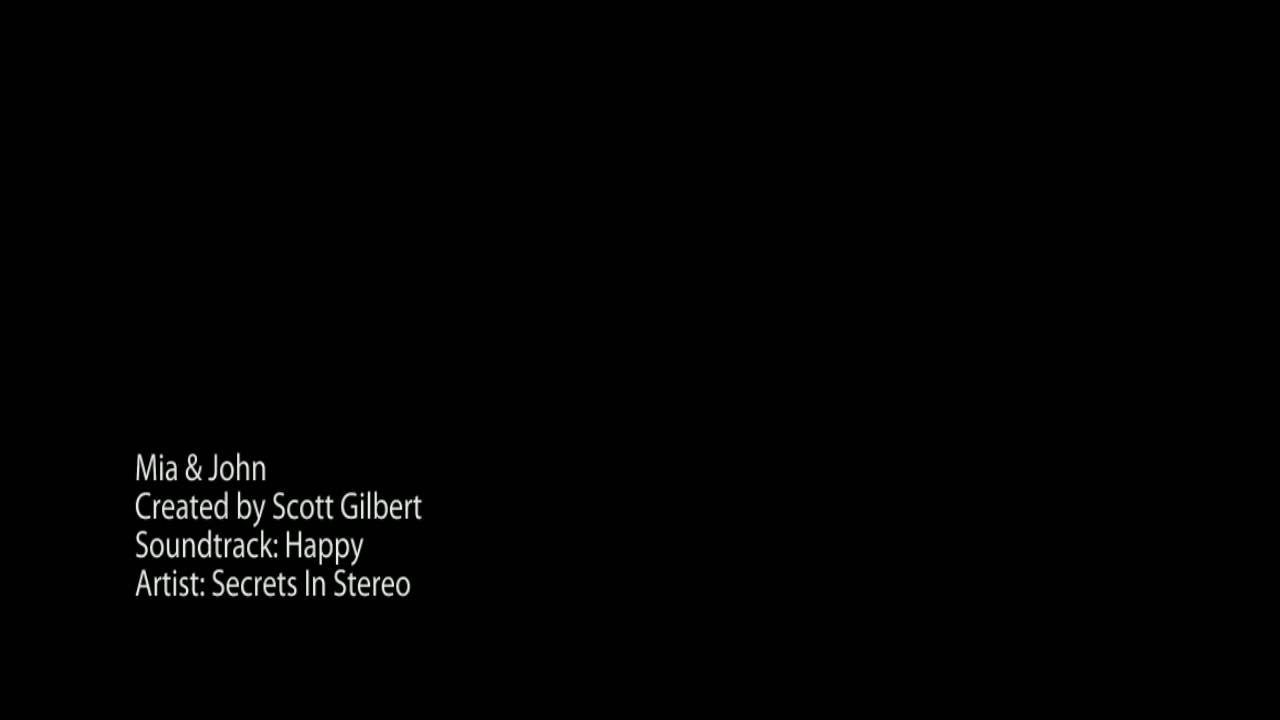 Mia & John
Created by Scott Gilbert
Soundtrack: Happy
Artist: Secrets In Stereo